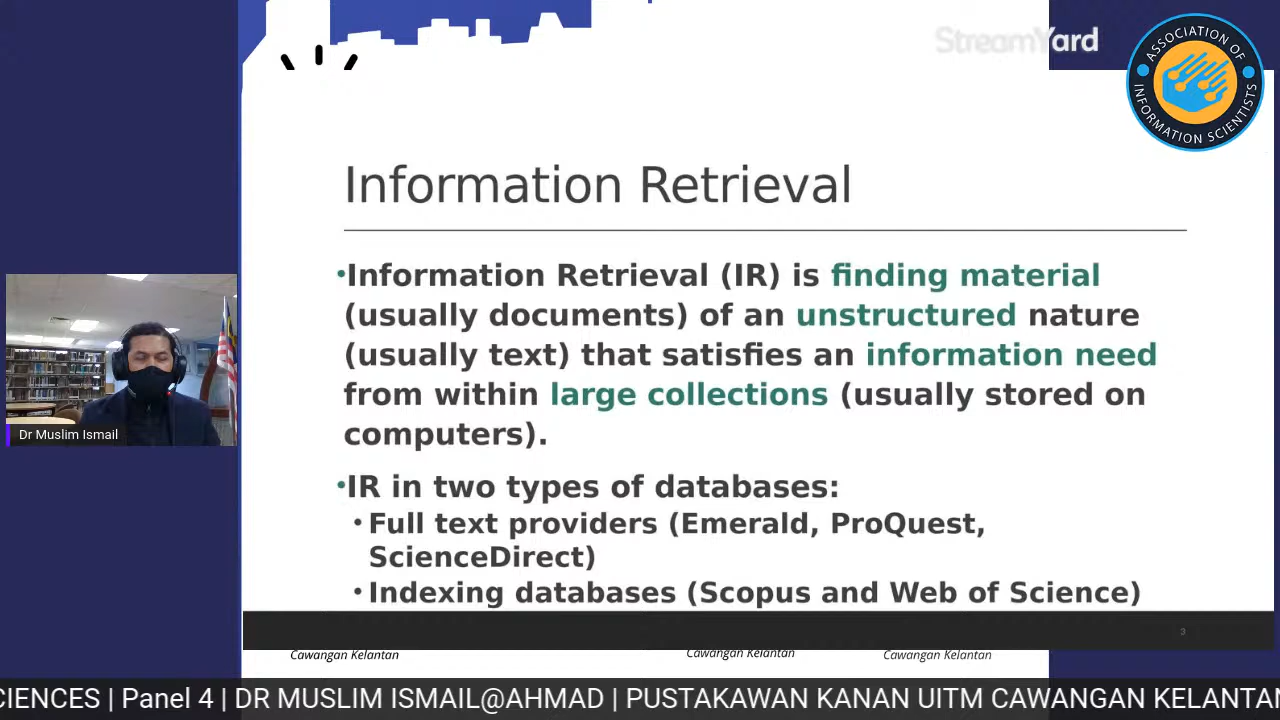 StreamYard
ASSOCIATION OF
INFORMATION SCIENTISTS
Information Retrieval
•Information Retrieval (IR) is finding material
(usually documents) of an unstructured nature
(usually text) that satisfies an information need
from within large collections (usually stored on
computers).
•IR in two types of databases:
•Full text providers (Emerald, ProQuest,
ScienceDirect)
•Indexing databases (Scopus and Web of Science)
3
Dr Muslim Ismail
Cawangan Kelantan
Cawangan Kelantan
Cawangan Kelantan
CIENCES | Panel 4 | DR MUSLIM ISMAIL@AHMAD | PUSTAKAWAN KANAN UITM CAWANGAN KELANTAN